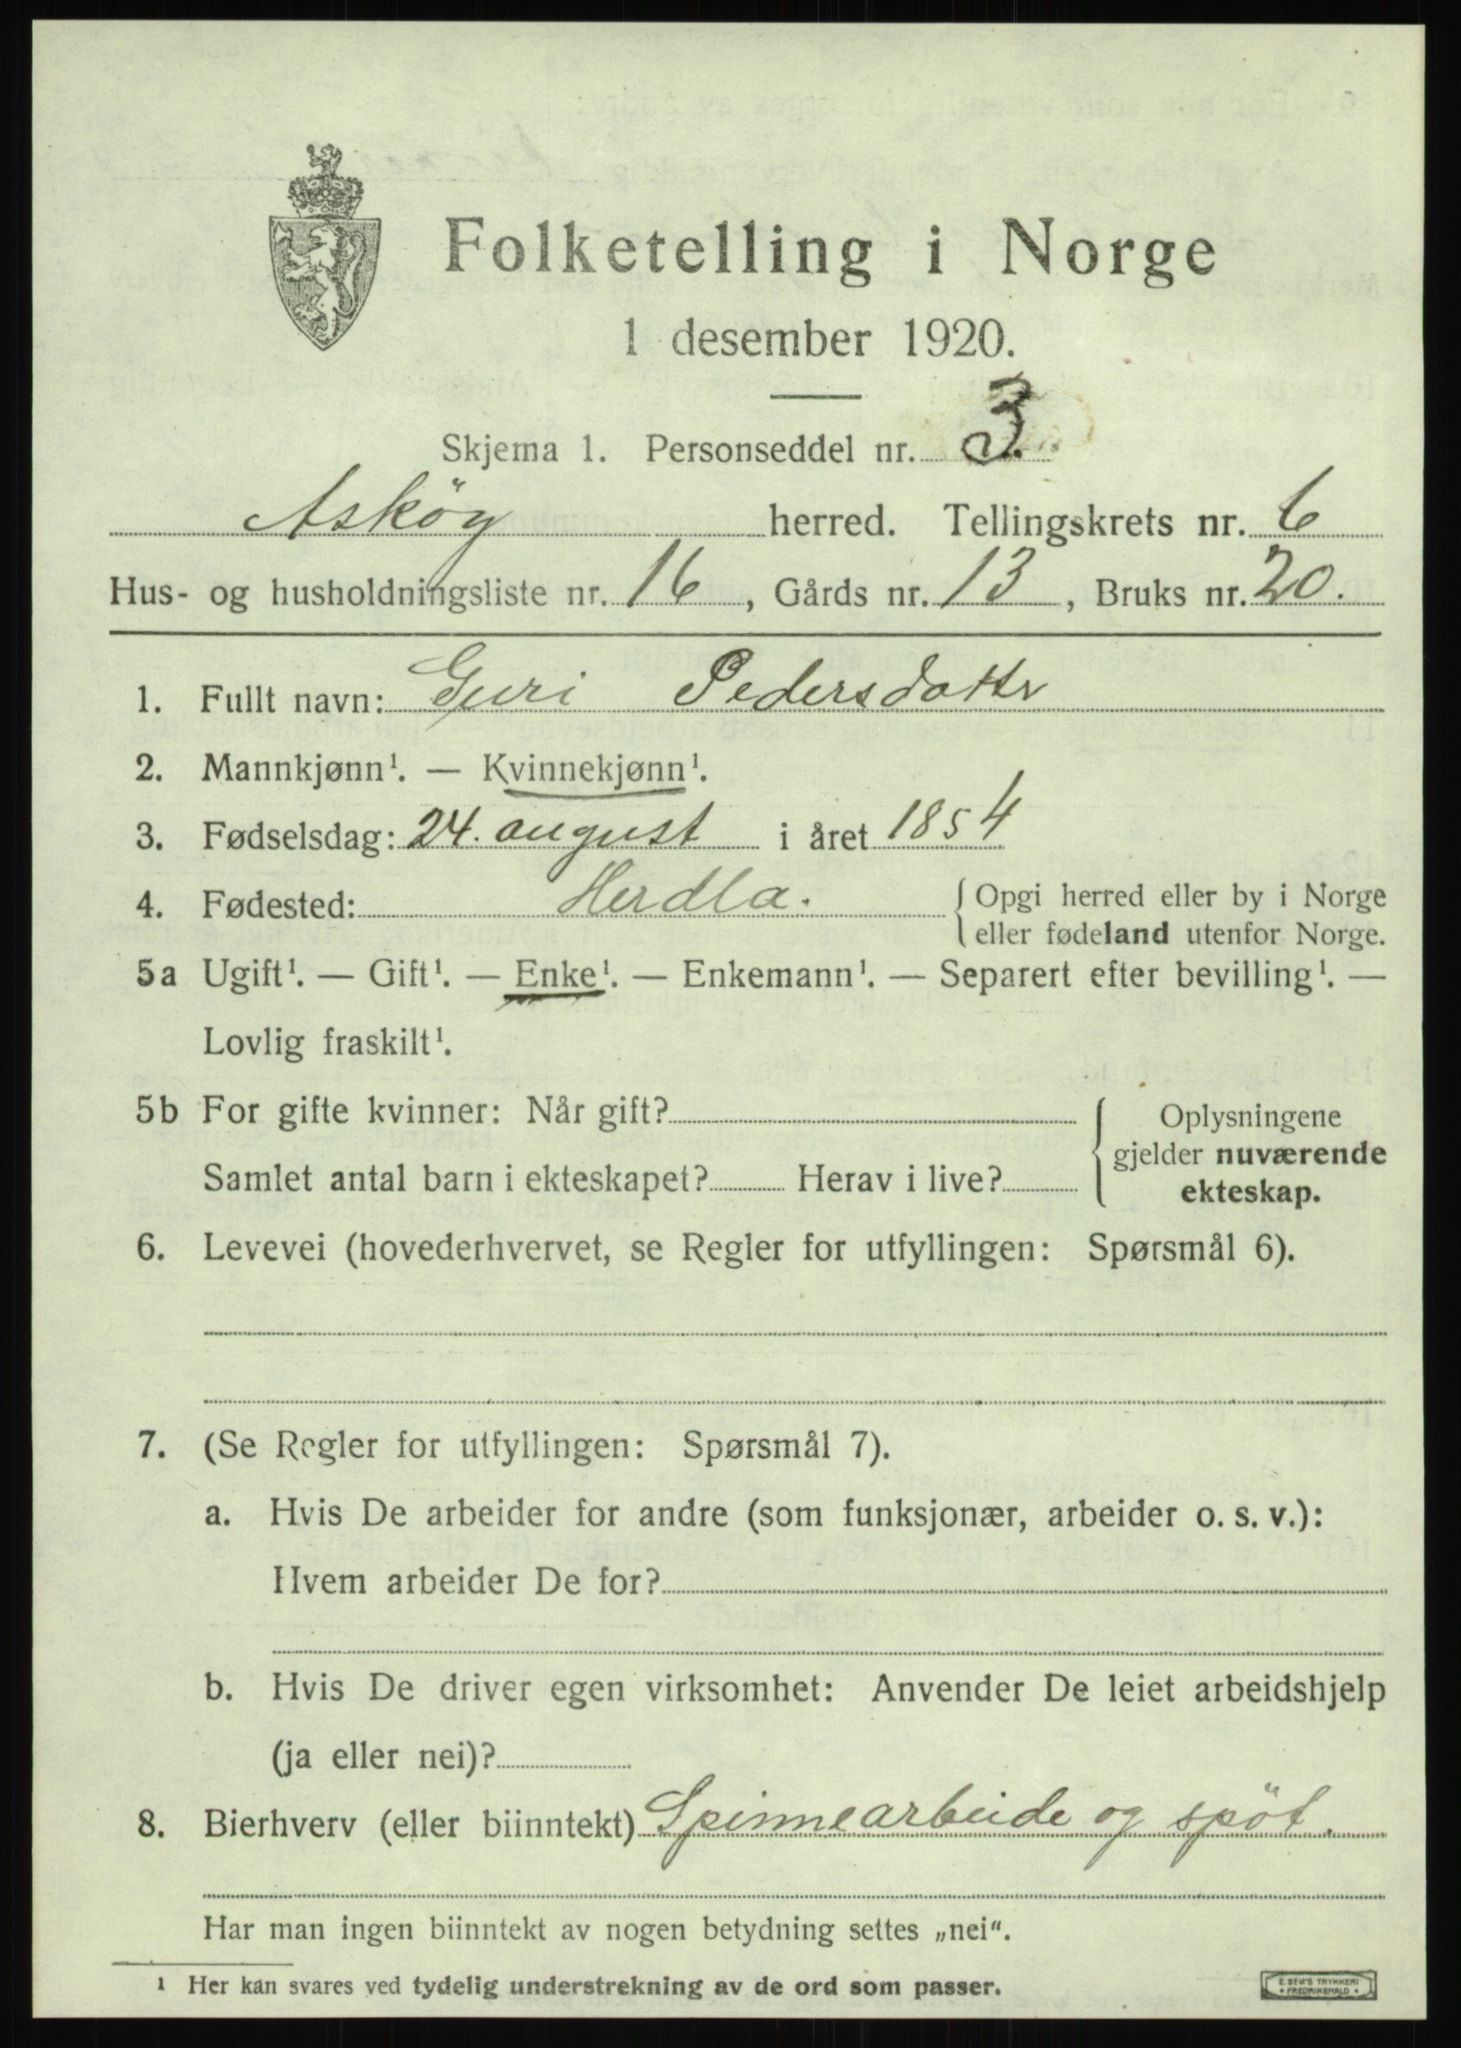 Folketelling i Norge
1 desember 1920.
Skjema 1. Personseddel nr. 3.
Asköy herred. Tellingskrets nr. 6
Hus- og husholdningsliste nr. 16, Gårds nr. 13, Bruks nr. 20.
1. Fullt navn: Guri Pedersdattr
2. Mannkjønn¹. — Kvinnekjønn¹.
3. Fødselsdag: 24. august i året 1854
4. Fødested: Herdla. { Opgi herred eller by i Norge
eller fødeland utenfor Norge.
5a Ugift¹. — Gift¹. — Enke¹. — Enkemann¹. — Separert efter bevilling¹. —
Lovlig fraskilt¹.
5b For gifte kvinner: Når gift? { Oplysningene
gjelder nuværende
Samlet antal barn i ekteskapet? Herav i live? ekteskap.
6. Levevei (hovederhvervet, se Regler for utfyllingen: Spørsmål 6).
7. (Se Regler for utfyllingen: Spørsmål 7).
a. Hvis De arbeider for andre (som funksjonær, arbeider o. s. v.):
Hvem arbeider De for?
b. Hvis De driver egen virksomhet: Anvender De leiet arbeidshjelp
(ja eller nei)?
8. Bierhverv (eller biinntekt) Spinnearbeide og spöt.
Har man ingen biinntekt av nogen betydning settes „nei“.
¹ Her kan svares ved tydelig understrekning av de ord som passer.
E. SEM'S TRYKKERI
• FREDRIKSHALD •